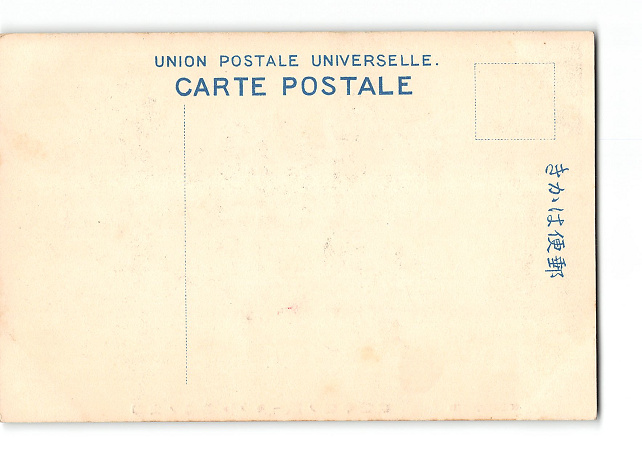 UNION POSTALE UNIVERSELLE.
CARTE POSTALE
きかは便郵